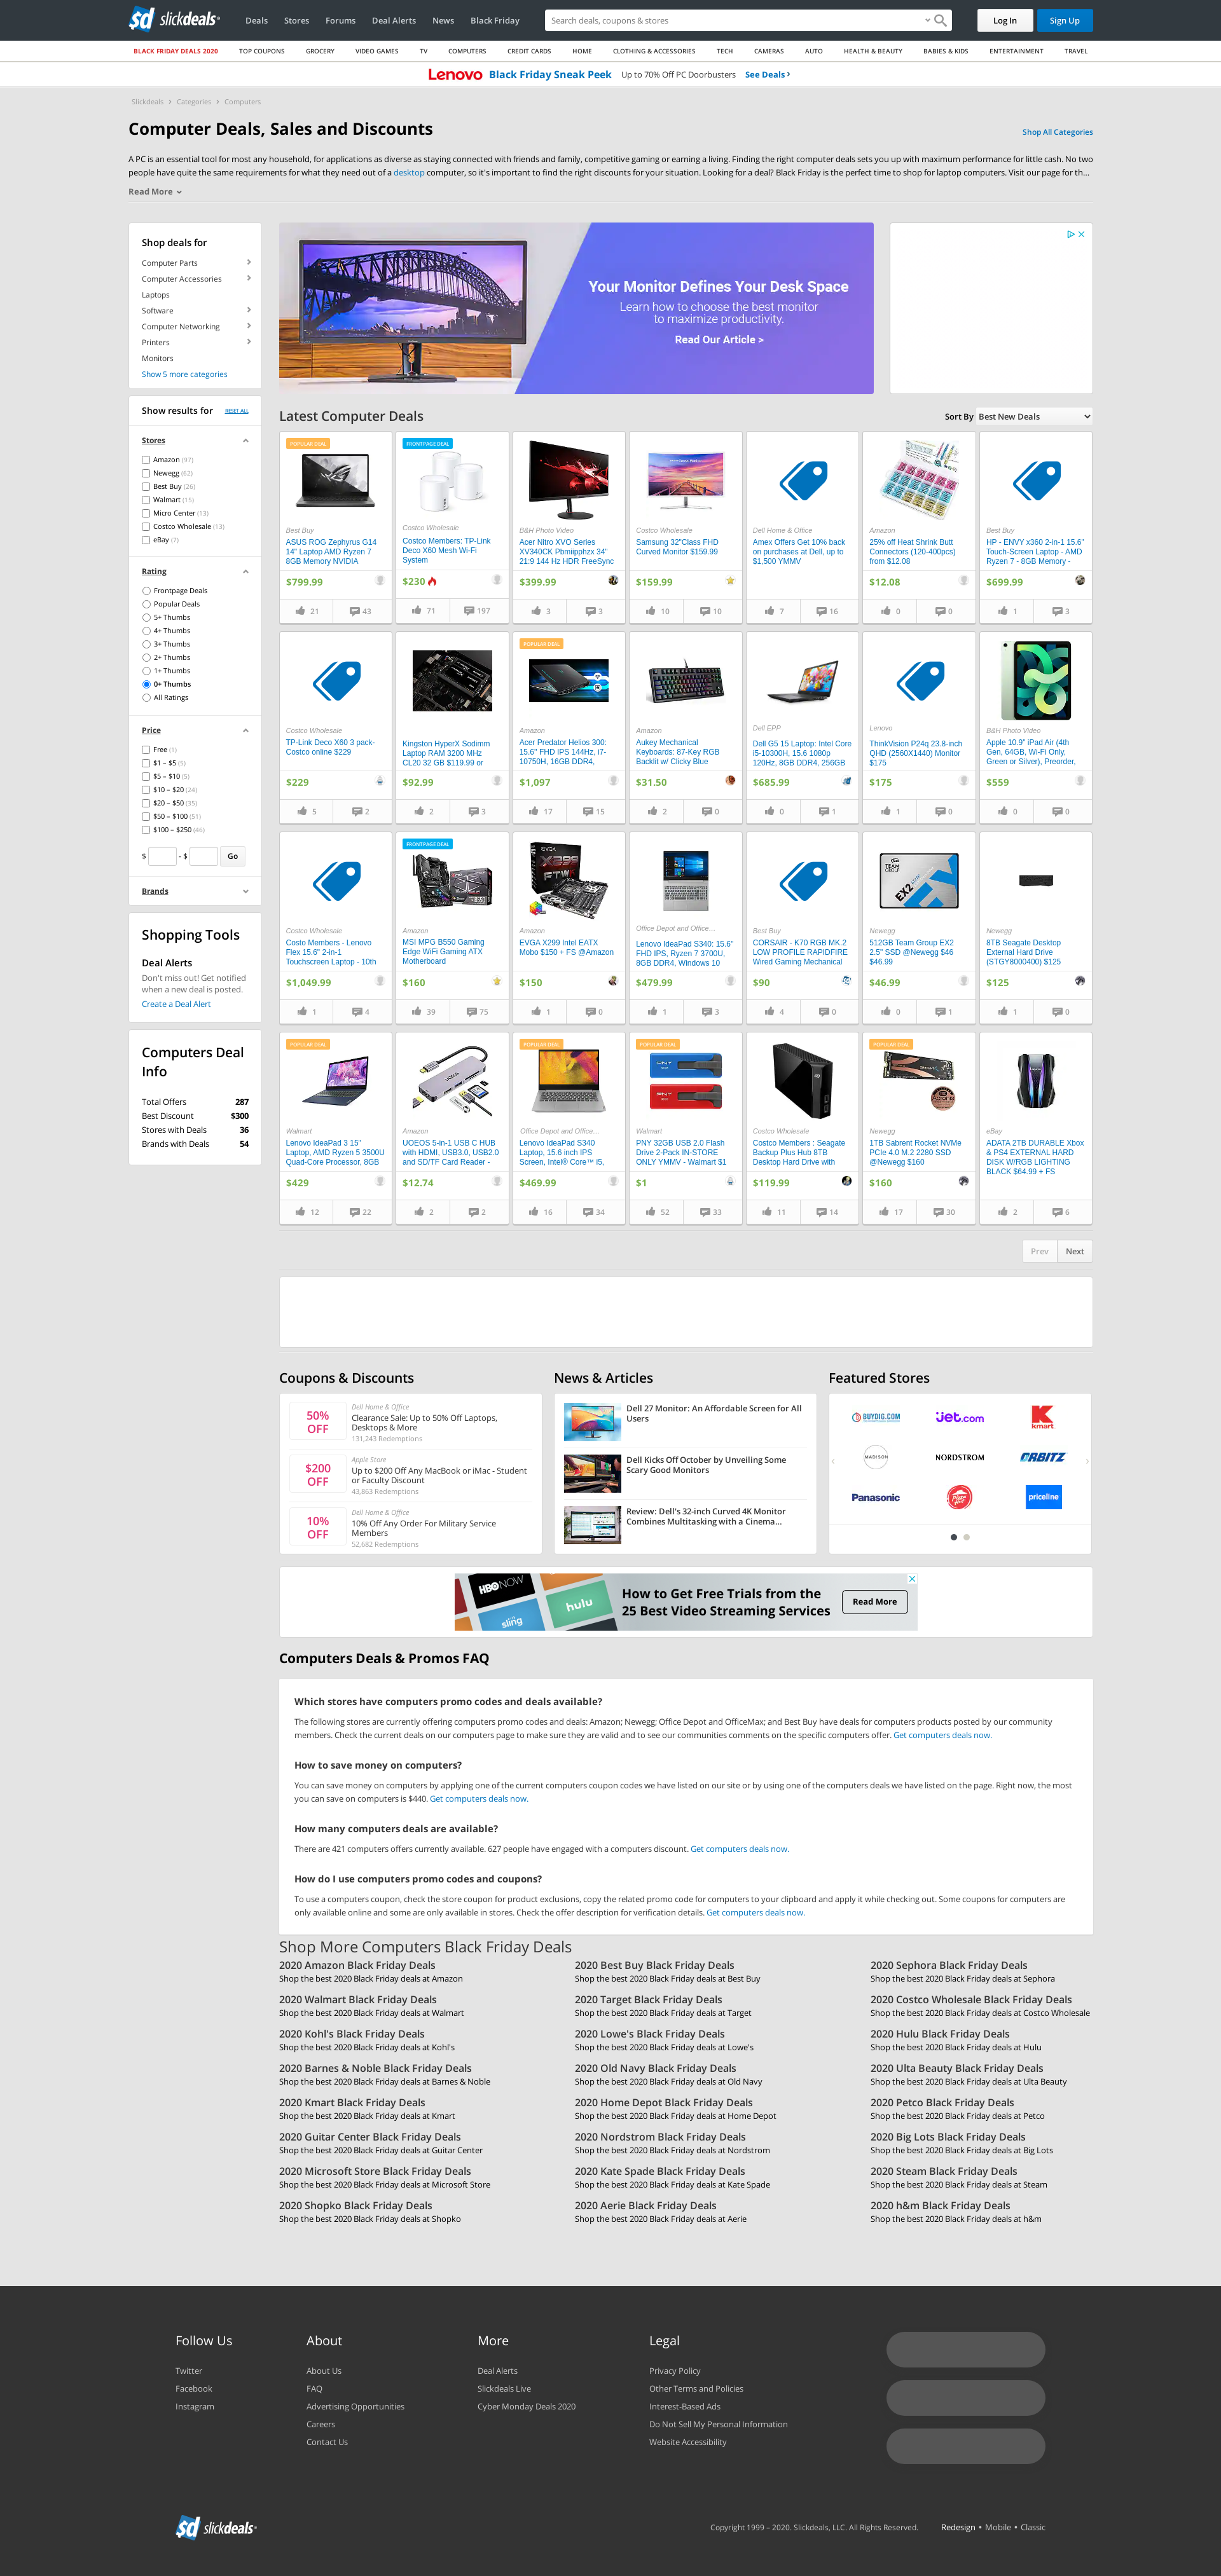 sd slickdeals
Deals Stores Forums Deal Alerts News Black Friday
Search deals, coupons & stores
Log In
Sign Up
BLACK FRIDAY DEALS 2020 TOP COUPONS GROCERY VIDEO GAMES TV COMPUTERS CREDIT CARDS HOME CLOTHING & ACCESSORIES TECH CAMERAS AUTO HEALTH & BEAUTY BABIES & KIDS ENTERTAINMENT TRAVEL
Lenovo Black Friday Sneak Peek Up to 70% Off PC Doorbusters See Deals
Slickdeals Categories Computers
Computer Deals, Sales and Discounts
Shop All Categories
A PC is an essential tool for most any household, for applications as diverse as staying connected with friends and family, competitive gaming or earning a living. Finding the right computer deals sets you up with maximum performance for little cash. No two
people have quite the same requirements for what they need out of a desktop computer, so it's important to find the right discounts for your situation. Looking for a deal? Black Friday is the perfect time to shop for laptop computers. Visit our page for th...
Read More
Shop deals for
Computer Parts
Computer Accessories
Laptops
Software
Computer Networking
Printers
Monitors
Show 5 more categories
Show results for
RESET ALL
Stores
Amazon (97)
Newegg (62)
Best Buy (26)
Walmart (15)
Micro Center (13)
Costco Wholesale (13)
eBay (7)
Rating
Frontpage Deals
Popular Deals
5+ Thumbs
4+ Thumbs
3+ Thumbs
2+ Thumbs
1+ Thumbs
0+ Thumbs
All Ratings
Price
Free (1)
$1 – $5 (5)
$5 – $10 (5)
$10 – $20 (24)
$20 – $50 (35)
$50 – $100 (51)
$100 – $250 (46)
$ - $ Go
Brands
Shopping Tools
Deal Alerts
Don't miss out! Get notified
when a new deal is posted.
Create a Deal Alert
Computers Deal
Info
Total Offers 287
Best Discount $300
Stores with Deals 36
Brands with Deals 54
Your Monitor Defines Your Desk Space
Learn how to choose the best monitor
to maximize productivity.
Read Our Article >
Latest Computer Deals
Sort By Best New Deals
POPULAR DEAL
Best Buy
ASUS ROG Zephyrus G14
14" Laptop AMD Ryzen 7
8GB Memory NVIDIA
$799.99
21 43
FRONTPAGE DEAL
Costco Wholesale
Costco Members: TP-Link
Deco X60 Mesh Wi-Fi
System
$230
71 197
B&H Photo Video
Acer Nitro XVO Series
XV340CK Pbmiipphzx 34"
21:9 144 Hz HDR FreeSync
$399.99
3 3
Costco Wholesale
Samsung 32"Class FHD
Curved Monitor $159.99
$159.99
10 10
Dell Home & Office
Amex Offers Get 10% back
on purchases at Dell, up to
$1,500 YMMV
7 16
Amazon
25% off Heat Shrink Butt
Connectors (120-400pcs)
from $12.08
$12.08
0 0
Best Buy
HP - ENVY x360 2-in-1 15.6"
Touch-Screen Laptop - AMD
Ryzen 7 - 8GB Memory -
$699.99
1 3
Costco Wholesale
TP-Link Deco X60 3 pack-
Costco online $229
$229
5 2
Kingston HyperX Sodimm
Laptop RAM 3200 MHz
CL20 32 GB $119.99 or
$92.99
2 3
POPULAR DEAL
Amazon
Acer Predator Helios 300:
15.6" FHD IPS 144Hz, i7-
10750H, 16GB DDR4,
$1,097
17 15
Amazon
Aukey Mechanical
Keyboards: 87-Key RGB
Backlit w/ Clicky Blue
$31.50
2 0
Dell EPP
Dell G5 15 Laptop: Intel Core
i5-10300H, 15.6 1080p
120Hz, 8GB DDR4, 256GB
$685.99
0 1
Lenovo
ThinkVision P24q 23.8-inch
QHD (2560X1440) Monitor
$175
$175
1 0
B&H Photo Video
Apple 10.9" iPad Air (4th
Gen, 64GB, Wi-Fi Only,
Green or Silver), Preorder,
$559
0 0
Costco Wholesale
Costo Members - Lenovo
Flex 15.6" 2-in-1
Touchscreen Laptop - 10th
$1,049.99
1 4
FRONTPAGE DEAL
Amazon
MSI MPG B550 Gaming
Edge WiFi Gaming ATX
Motherboard
$160
39 75
EVGA
X299
FTW
Amazon
EVGA X299 Intel EATX
Mobo $150 + FS @Amazon
$150
1 0
Office Depot and Office...
Lenovo IdeaPad S340: 15.6"
FHD IPS, Ryzen 7 3700U,
8GB DDR4, Windows 10
$479.99
1 3
Best Buy
CORSAIR - K70 RGB MK.2
LOW PROFILE RAPIDFIRE
Wired Gaming Mechanical
$90
4 0
TEAM GROUP
EX2
Newegg
512GB Team Group EX2
2.5" SSD @Newegg $46
$46.99
$46.99
0 1
Newegg
8TB Seagate Desktop
External Hard Drive
(STGY8000400) $125
$125
1 0
POPULAR DEAL
Walmart
Lenovo IdeaPad 3 15"
Laptop, AMD Ryzen 5 3500U
Quad-Core Processor, 8GB
$429
12 22
Amazon
UOEOS 5-in-1 USB C HUB
with HDMI, USB3.0, USB2.0
and SD/TF Card Reader -
$12.74
2 2
POPULAR DEAL
Office Depot and Office...
Lenovo IdeaPad S340
Laptop, 15.6 inch IPS
Screen, Intel® Core™ i5,
$469.99
16 34
POPULAR DEAL
PNY
PNY
Walmart
PNY 32GB USB 2.0 Flash
Drive 2-Pack IN-STORE
ONLY YMMV - Walmart $1
$1
52 33
Costco Wholesale
Costco Members : Seagate
Backup Plus Hub 8TB
Desktop Hard Drive with
$119.99
11 14
POPULAR DEAL
Newegg
1TB Sabrent Rocket NVMe
PCIe 4.0 M.2 2280 SSD
@Newegg $160
$160
17 30
eBay
ADATA 2TB DURABLE Xbox
& PS4 EXTERNAL HARD
DISK W/RGB LIGHTING
BLACK $64.99 + FS
2 6
Prev Next
Coupons & Discounts
50%
OFF
Dell Home & Office
Clearance Sale: Up to 50% Off Laptops,
Desktops & More
131,243 Redemptions
$200
OFF
Apple Store
Up to $200 Off Any MacBook or iMac - Student
or Faculty Discount
43,863 Redemptions
10%
OFF
Dell Home & Office
10% Off Any Order For Military Service
Members
52,682 Redemptions
News & Articles
Dell 27 Monitor: An Affordable Screen for All
Users
Dell Kicks Off October by Unveiling Some
Scary Good Monitors
Review: Dell's 32-inch Curved 4K Monitor
Combines Multitasking with a Cinema...
Featured Stores
BUYDIG.COM jet.com kmart
MADISON NORDSTROM ORBITZ
Panasonic Pizza Hut priceline
HBO NOW
hulu
sling
How to Get Free Trials from the
25 Best Video Streaming Services
Read More
Computers Deals & Promos FAQ
Which stores have computers promo codes and deals available?
The following stores are currently offering computers promo codes and deals: Amazon; Newegg; Office Depot and OfficeMax; and Best Buy have deals for computers products posted by our community
members. Check the current deals on our computers page to make sure they are valid and to see our communities comments on the specific computers offer. Get computers deals now.
How to save money on computers?
You can save money on computers by applying one of the current computers coupon codes we have listed on our site or by using one of the computers deals we have listed on the page. Right now, the most
you can save on computers is $440. Get computers deals now.
How many computers deals are available?
There are 421 computers offers currently available. 627 people have engaged with a computers discount. Get computers deals now.
How do I use computers promo codes and coupons?
To use a computers coupon, check the store coupon for product exclusions, copy the related promo code for computers to your clipboard and apply it while checking out. Some coupons for computers are
only available online and some are only available in stores. Check the offer description for verification details. Get computers deals now.
Shop More Computers Black Friday Deals
2020 Amazon Black Friday Deals
Shop the best 2020 Black Friday deals at Amazon
2020 Best Buy Black Friday Deals
Shop the best 2020 Black Friday deals at Best Buy
2020 Sephora Black Friday Deals
Shop the best 2020 Black Friday deals at Sephora
2020 Walmart Black Friday Deals
Shop the best 2020 Black Friday deals at Walmart
2020 Target Black Friday Deals
Shop the best 2020 Black Friday deals at Target
2020 Costco Wholesale Black Friday Deals
Shop the best 2020 Black Friday deals at Costco Wholesale
2020 Kohl's Black Friday Deals
Shop the best 2020 Black Friday deals at Kohl's
2020 Lowe's Black Friday Deals
Shop the best 2020 Black Friday deals at Lowe's
2020 Hulu Black Friday Deals
Shop the best 2020 Black Friday deals at Hulu
2020 Barnes & Noble Black Friday Deals
Shop the best 2020 Black Friday deals at Barnes & Noble
2020 Old Navy Black Friday Deals
Shop the best 2020 Black Friday deals at Old Navy
2020 Ulta Beauty Black Friday Deals
Shop the best 2020 Black Friday deals at Ulta Beauty
2020 Kmart Black Friday Deals
Shop the best 2020 Black Friday deals at Kmart
2020 Home Depot Black Friday Deals
Shop the best 2020 Black Friday deals at Home Depot
2020 Petco Black Friday Deals
Shop the best 2020 Black Friday deals at Petco
2020 Guitar Center Black Friday Deals
Shop the best 2020 Black Friday deals at Guitar Center
2020 Nordstrom Black Friday Deals
Shop the best 2020 Black Friday deals at Nordstrom
2020 Big Lots Black Friday Deals
Shop the best 2020 Black Friday deals at Big Lots
2020 Microsoft Store Black Friday Deals
Shop the best 2020 Black Friday deals at Microsoft Store
2020 Kate Spade Black Friday Deals
Shop the best 2020 Black Friday deals at Kate Spade
2020 Steam Black Friday Deals
Shop the best 2020 Black Friday deals at Steam
2020 Shopko Black Friday Deals
Shop the best 2020 Black Friday deals at Shopko
2020 Aerie Black Friday Deals
Shop the best 2020 Black Friday deals at Aerie
2020 h&m Black Friday Deals
Shop the best 2020 Black Friday deals at h&m
Follow Us
Twitter
Facebook
Instagram
About
About Us
FAQ
Advertising Opportunities
Careers
Contact Us
More
Deal Alerts
Slickdeals Live
Cyber Monday Deals 2020
Legal
Privacy Policy
Other Terms and Policies
Interest-Based Ads
Do Not Sell My Personal Information
Website Accessibility
sd slickdeals
Copyright 1999 – 2020. Slickdeals, LLC. All Rights Reserved. Redesign • Mobile • Classic